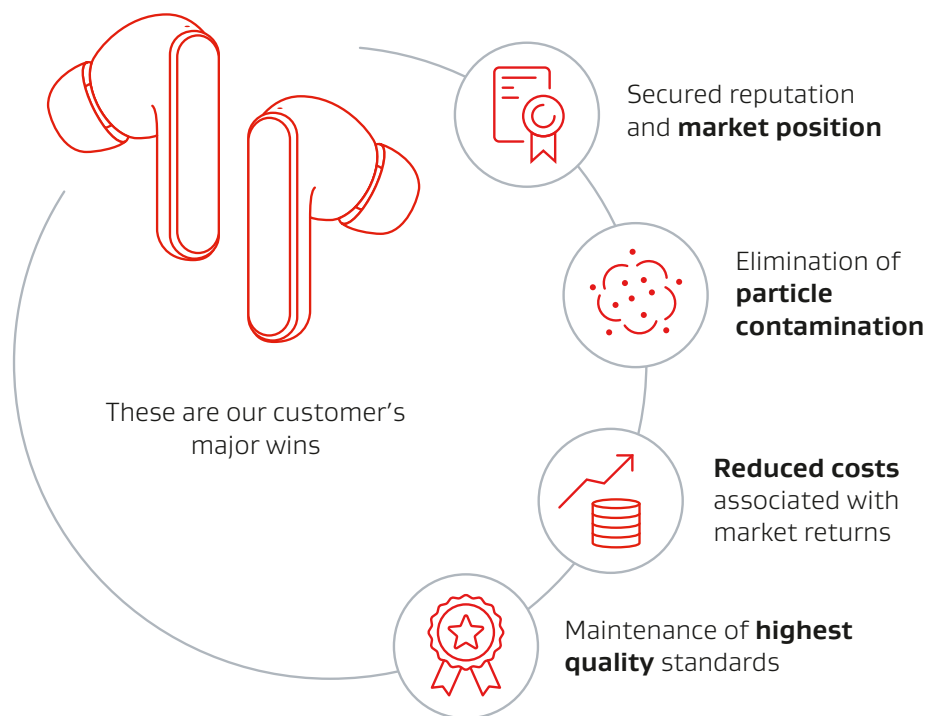 Secured reputation
and market position
Elimination of
particle
contamination
These are our customer’s
major wins
Reduced costs
associated with
market returns
Maintenance of highest
quality standards